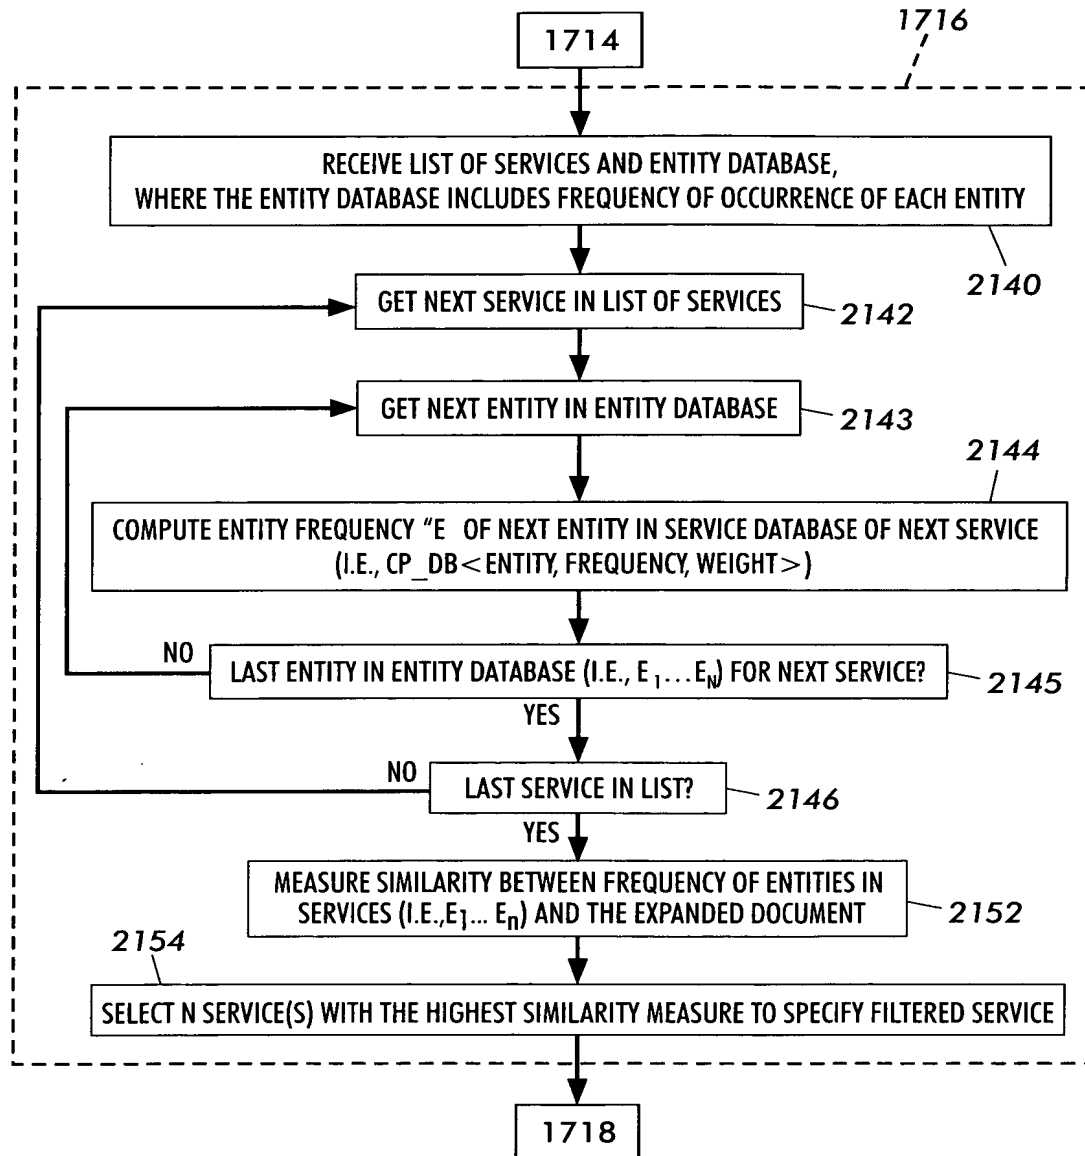 1716
1714
RECEIVE LIST OF SERVICES AND ENTITY DATABASE,
WHERE THE ENTITY DATABASE INCLUDES FREQUENCY OF OCCURRENCE OF EACH ENTITY
2140
GET NEXT SERVICE IN LIST OF SERVICES
2142
GET NEXT ENTITY IN ENTITY DATABASE
2143
2144
COMPUTE ENTITY FREQUENCY "E OF NEXT ENTITY IN SERVICE DATABASE OF NEXT SERVICE
(I.E., CP_DB<ENTITY, FREQUENCY, WEIGHT>)
NO
LAST ENTITY IN ENTITY DATABASE (I.E., E1...EN) FOR NEXT SERVICE?
2145
YES
NO
LAST SERVICE IN LIST?
2146
YES
MEASURE SIMILARITY BETWEEN FREQUENCY OF ENTITIES IN
SERVICES (I.E.,E1... En) AND THE EXPANDED DOCUMENT
2152
2154
SELECT N SERVICE(S) WITH THE HIGHEST SIMILARITY MEASURE TO SPECIFY FILTERED SERVICE
1718